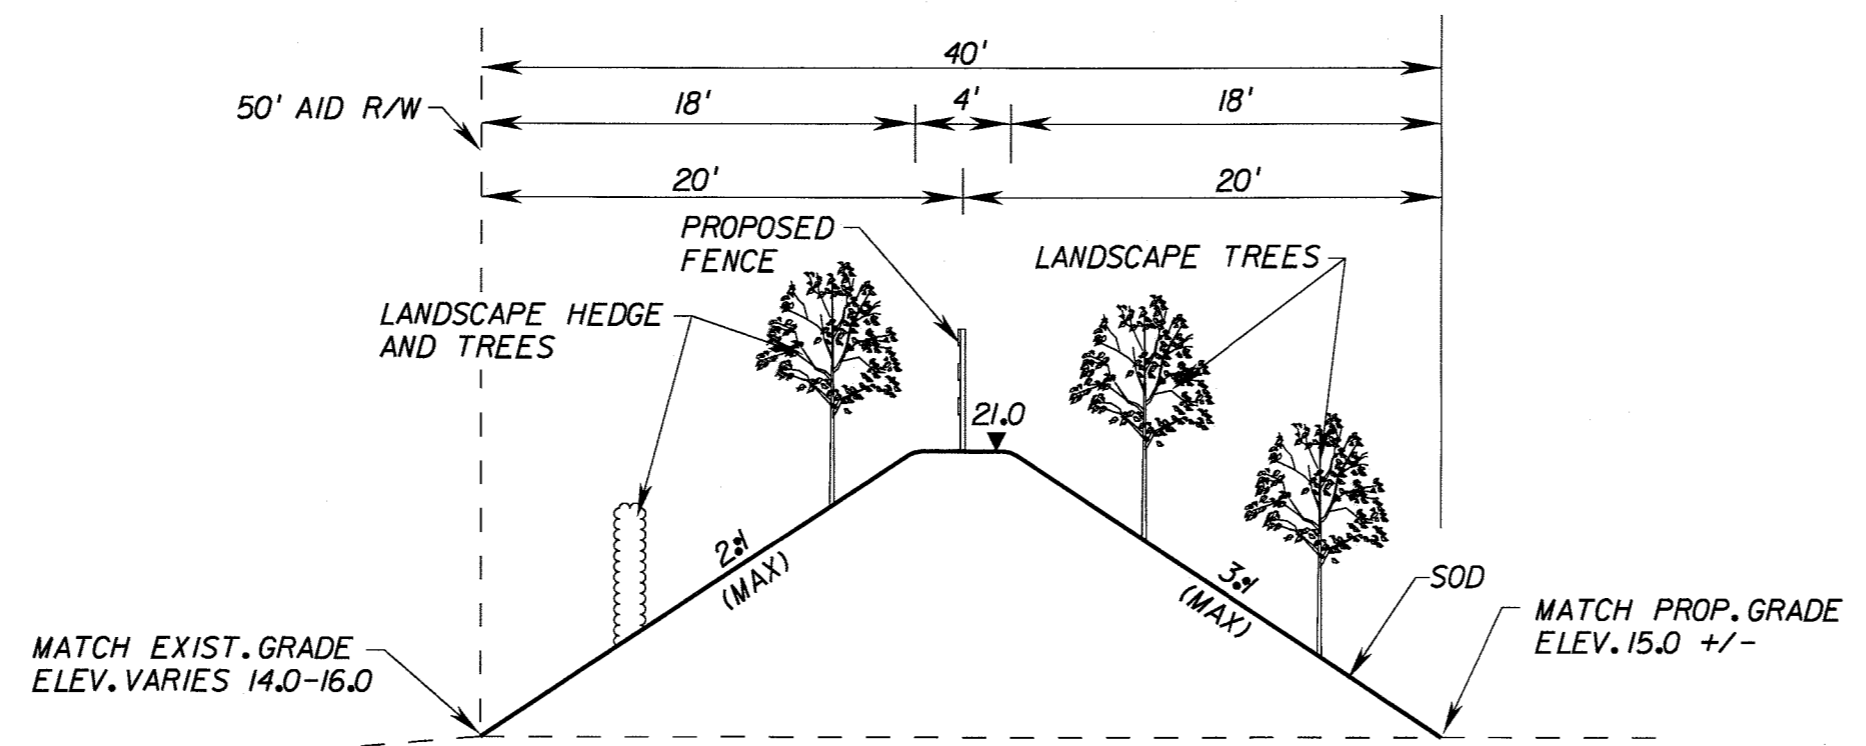 40'
50' AID R/W
18'
4'
18'
20'
20'
PROPOSED
FENCE
LANDSCAPE TREES
LANDSCAPE HEDGE
AND TREES
21.0
2:1
(MAX)
3:1
(MAX)
SOD
MATCH EXIST. GRADE
ELEV. VARIES 14.0-16.0
MATCH PROP. GRADE
ELEV. 15.0 +/-